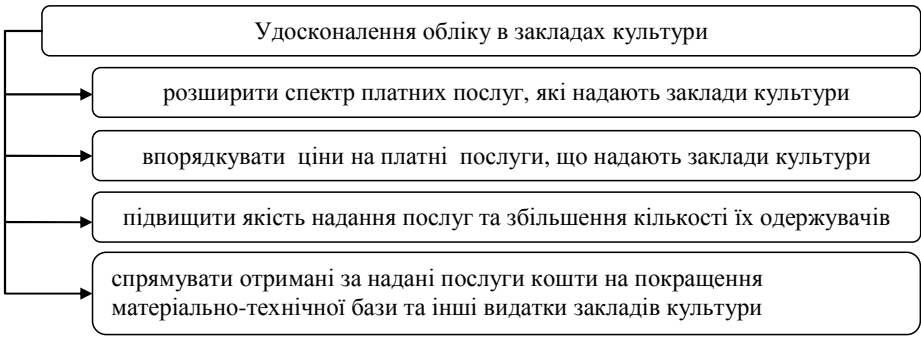 Удосконалення обліку в закладах культури
розширити спектр платних послуг, які надають заклади культури
впорядкувати ціни на платні послуги, що надають заклади культури
підвищити якість надання послуг та збільшення кількості їх одержувачів
спрямувати отримані за надані послуги кошти на покращення
матеріально-технічної бази та інші видатки закладів культури